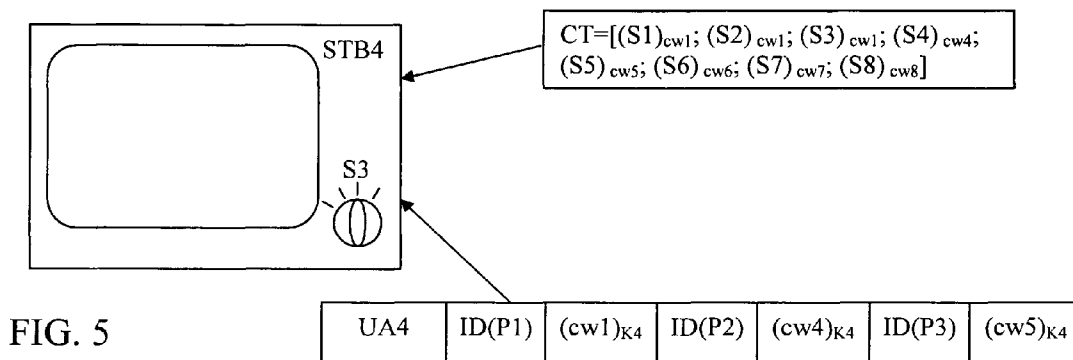 STB4
CT=[(S1)cw1; (S2)cw1; (S3)cw1; (S4)cw4;
(S5)cw5; (S6)cw6; (S7)cw7; (S8)cw8]
S3
FIG. 5
UA4 ID(P1) (cw1)K4 ID(P2) (cw4)K4 ID(P3) (cw5)K4